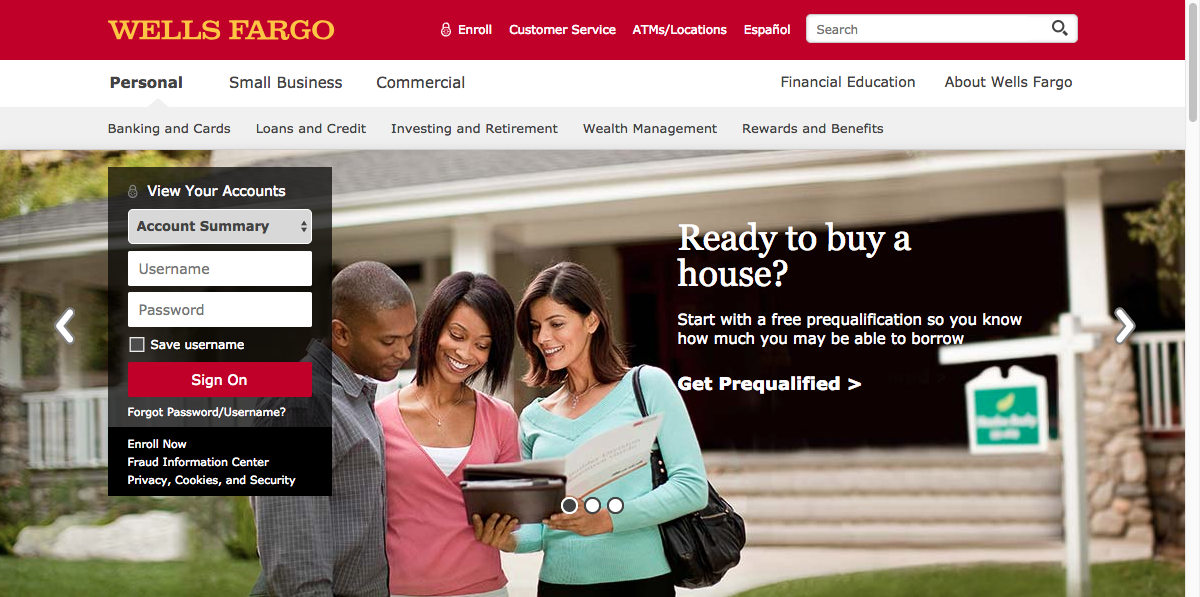 WELLS FARGO
Enroll
Customer Service
ATMs/Locations
Español
Search
Personal
Small Business
Commercial
Financial Education
About Wells Fargo
Banking and Cards
Loans and Credit
Investing and Retirement
Wealth Management
Rewards and Benefits
View Your Accounts
Account Summary
Username
Password
Save username
Sign On
Forgot Password/Username?
Enroll Now
Fraud Information Center
Privacy, Cookies, and Security
Ready to buy a
house?
Start with a free prequalification so you know
how much you may be able to borrow
Get Prequalified >